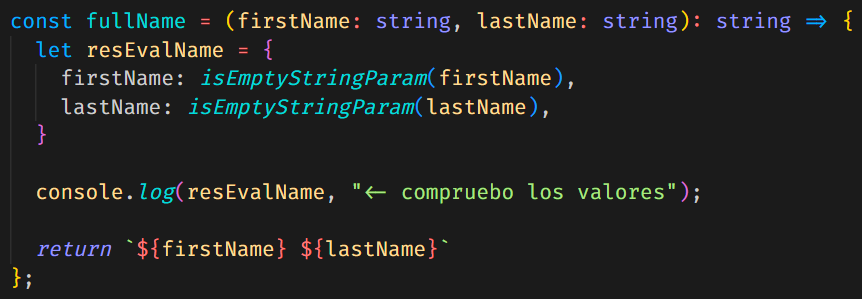 const fullName = (firstName: string, lastName: string): string => {
  let resEvalName = {
    firstName: isEmptyStringParam(firstName),
    lastName: isEmptyStringParam(lastName),
  }

  console.log(resEvalName, "<- compruebo los valores");

  return `${firstName} ${lastName}`
};